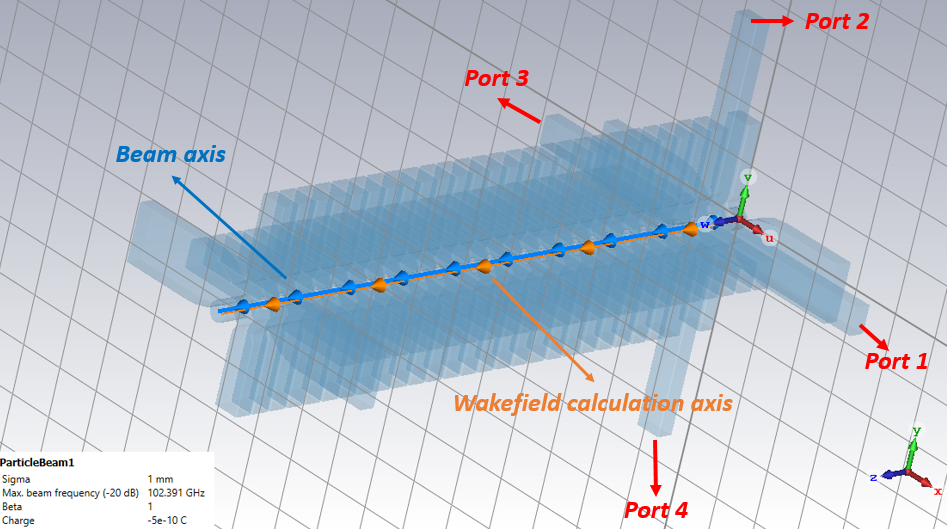 Port 2
Port 3
Beam axis
v
w
u
Port 1
Wakefield calculation axis
y
z
x
Port 4
ParticleBeam1
Sigma 1 mm
Max. beam frequency (-20 dB) 102.391 GHz
Beta 1
Charge -5e-10 C